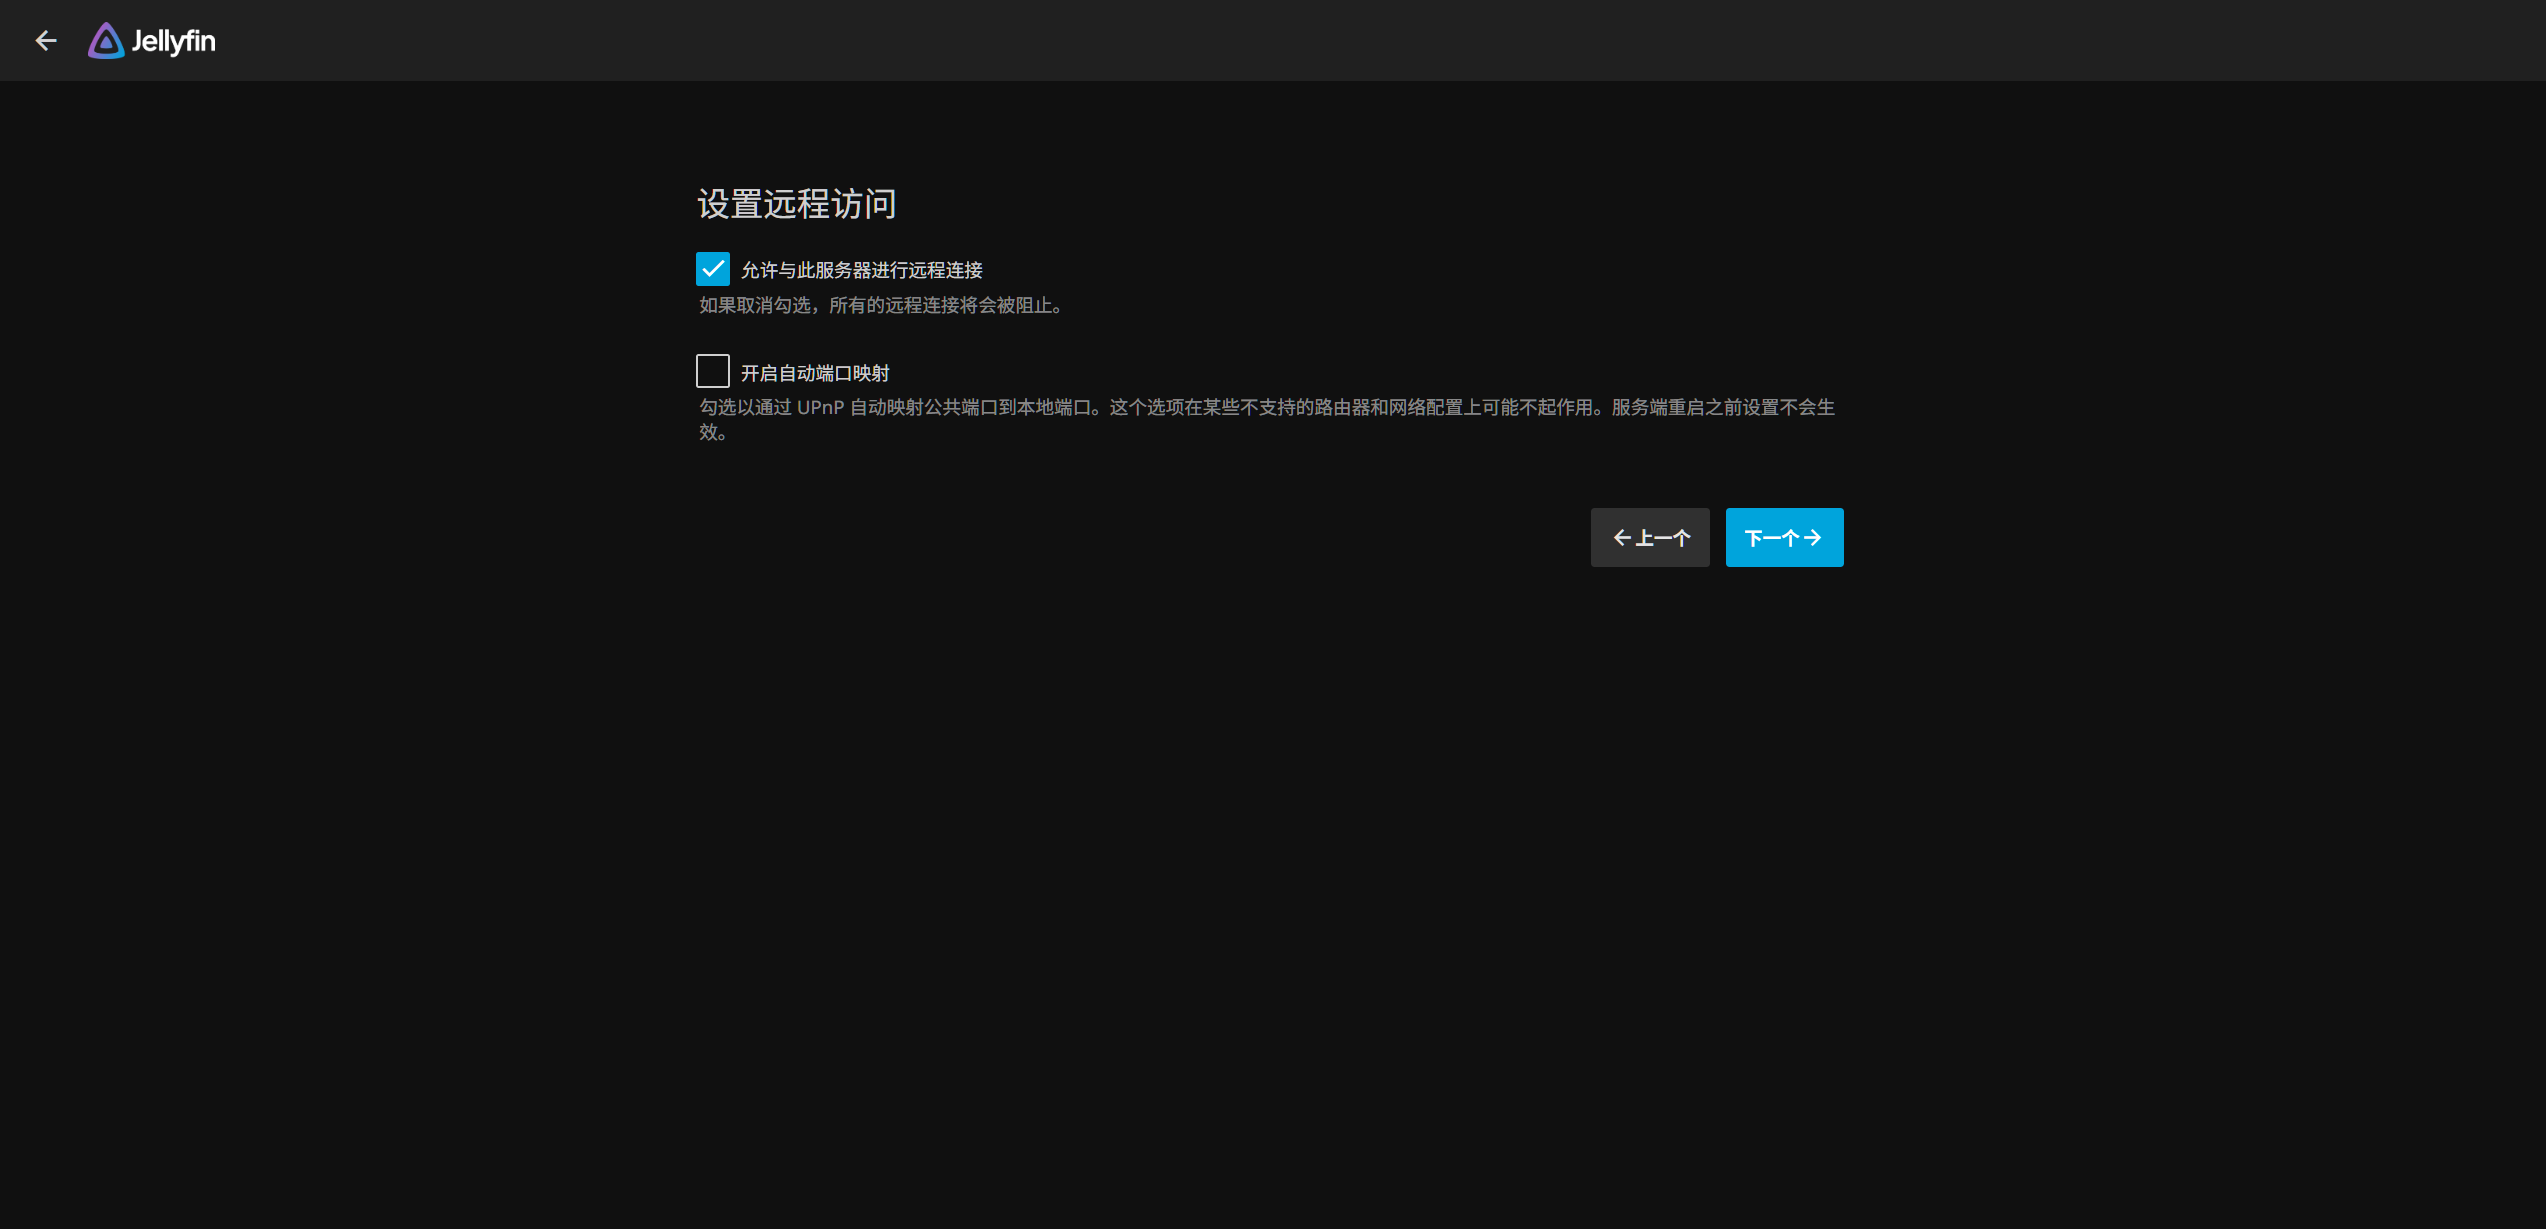 Jellyfin
设置远程访问
允许与此服务器进行远程连接
如果取消勾选，所有的远程连接将会被阻止。
开启自动端口映射
勾选以通过 UPnP 自动映射公共端口到本地端口。这个选项在某些不支持的路由器和网络配置上可能不起作用。服务端重启之前设置不会生
效。
上一个
下一个